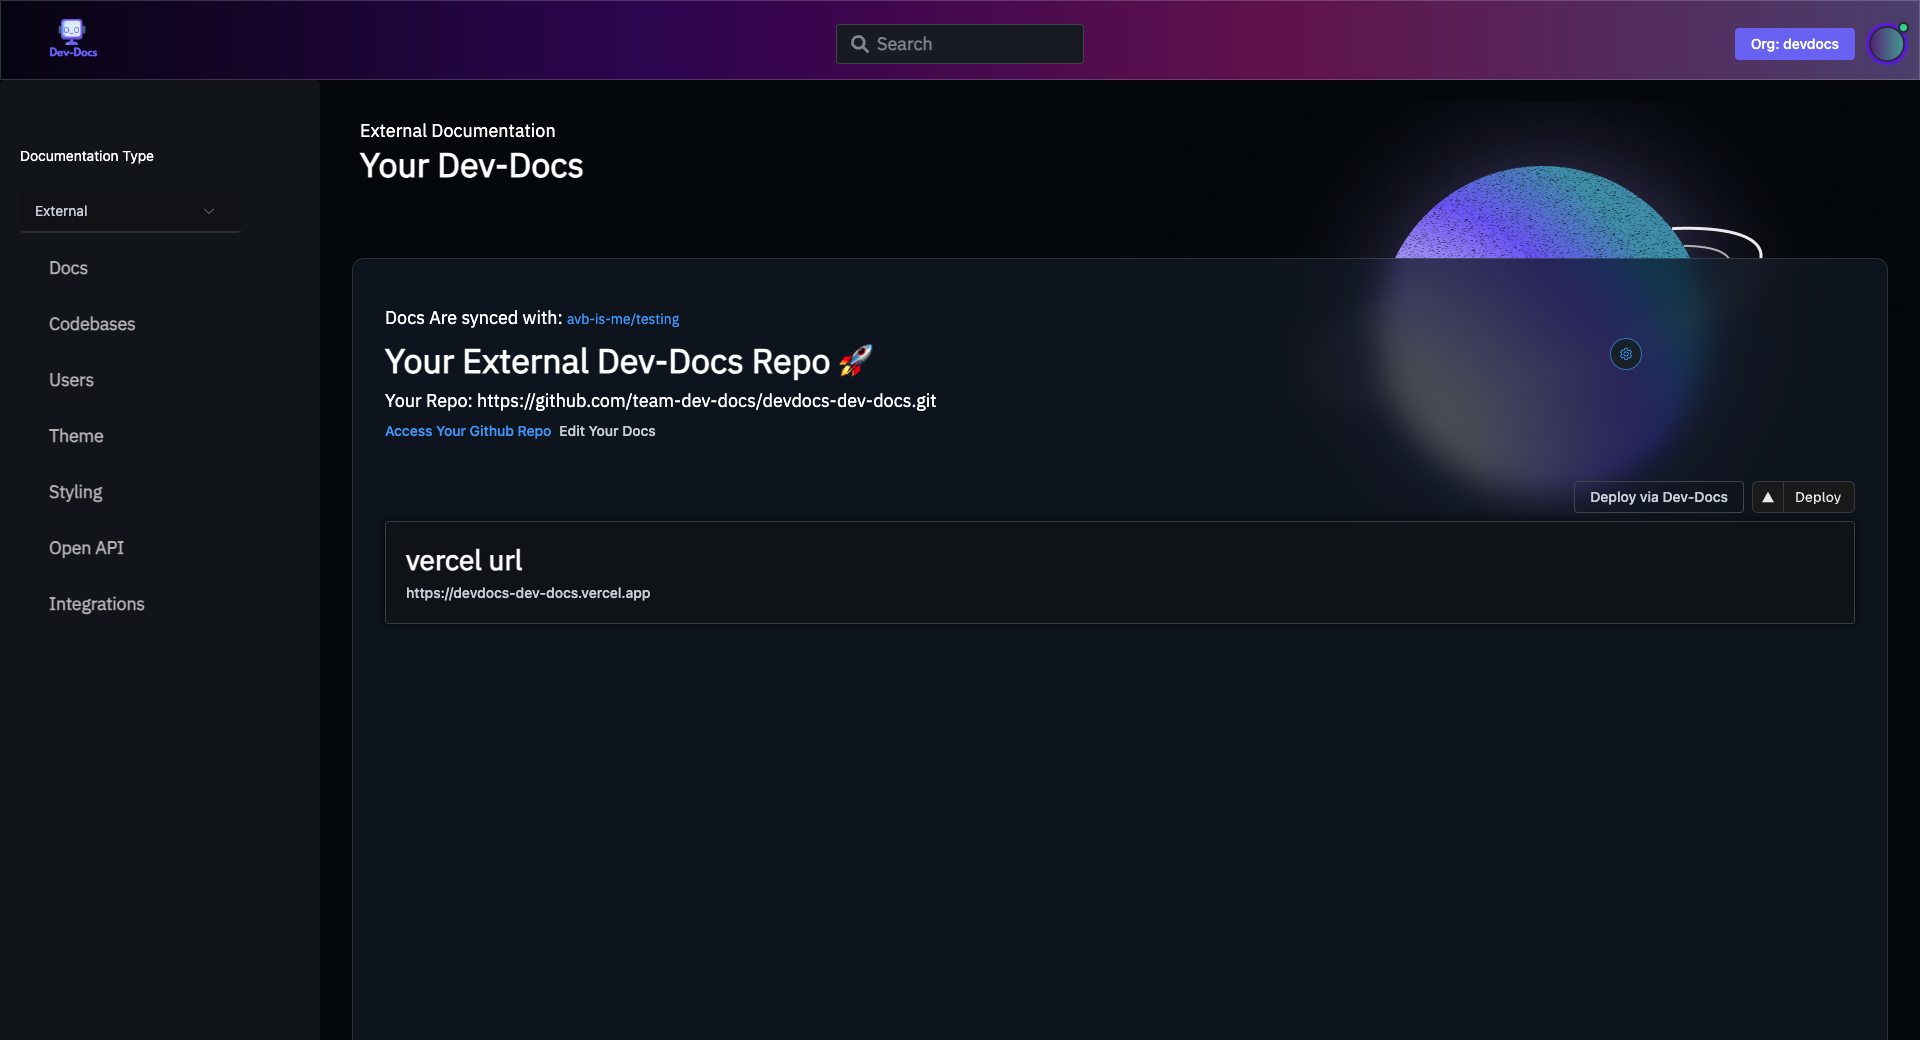 Dev-Docs
Search
Org: devdocs
Documentation Type
External
Docs
Codebases
Users
Theme
Styling
Open API
Integrations
External Documentation
Your Dev-Docs
Docs Are synced with: avb-is-me/testing
Your External Dev-Docs Repo 🚀
Your Repo: https://github.com/team-dev-docs/devdocs-dev-docs.git
Access Your Github Repo Edit Your Docs
Deploy via Dev-Docs ▲ Deploy
vercel url
https://devdocs-dev-docs.vercel.app